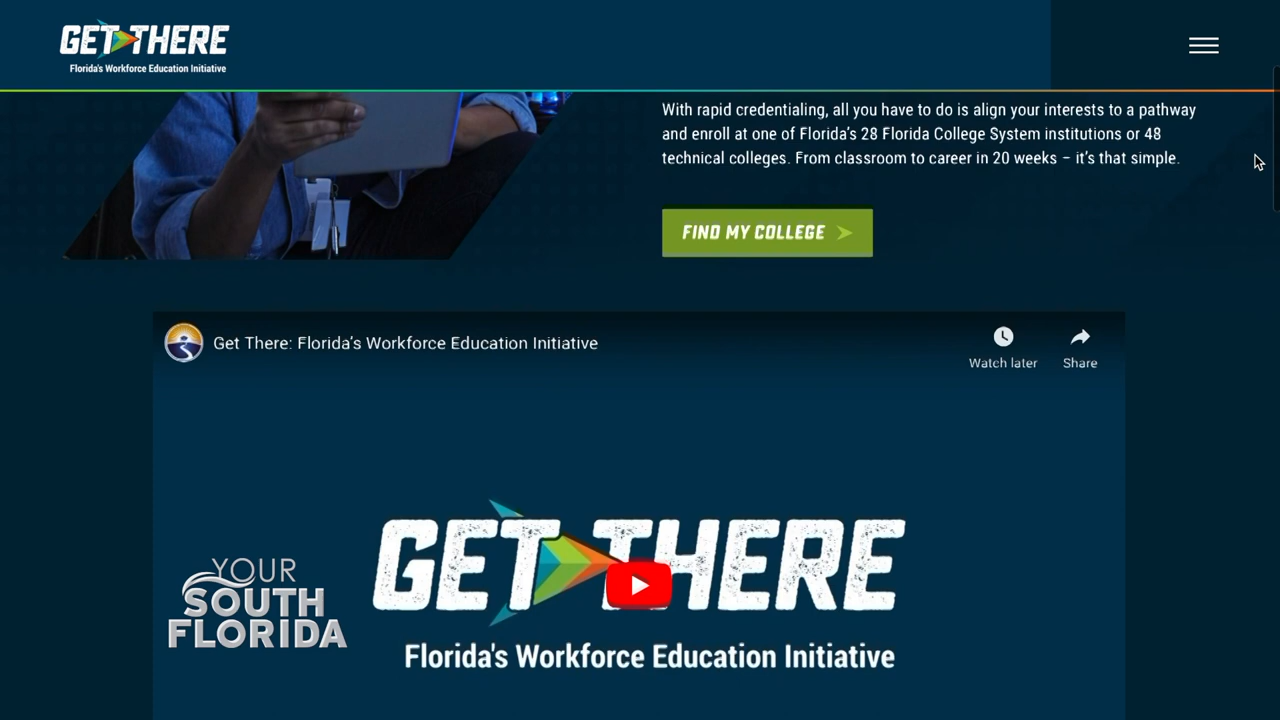 GET THERE
Florida's Workforce Education Initiative
With rapid credentialing, all you have to do is align your interests to a pathway
and enroll at one of Florida's 28 Florida College System institutions or 48
technical colleges. From classroom to career in 20 weeks – it's that simple.
FIND MY COLLEGE
Get There: Florida's Workforce Education Initiative
Watch later
Share
GET THERE
YOUR
SOUTH
FLORIDA
Florida's Workforce Education Initiative